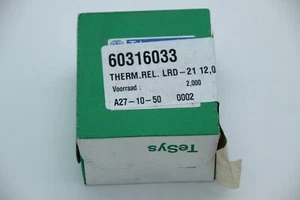 60316033
THERM.REL. LRD-21 12,0
Voorraad : 2,000
A27-10-50 0002
TeSys